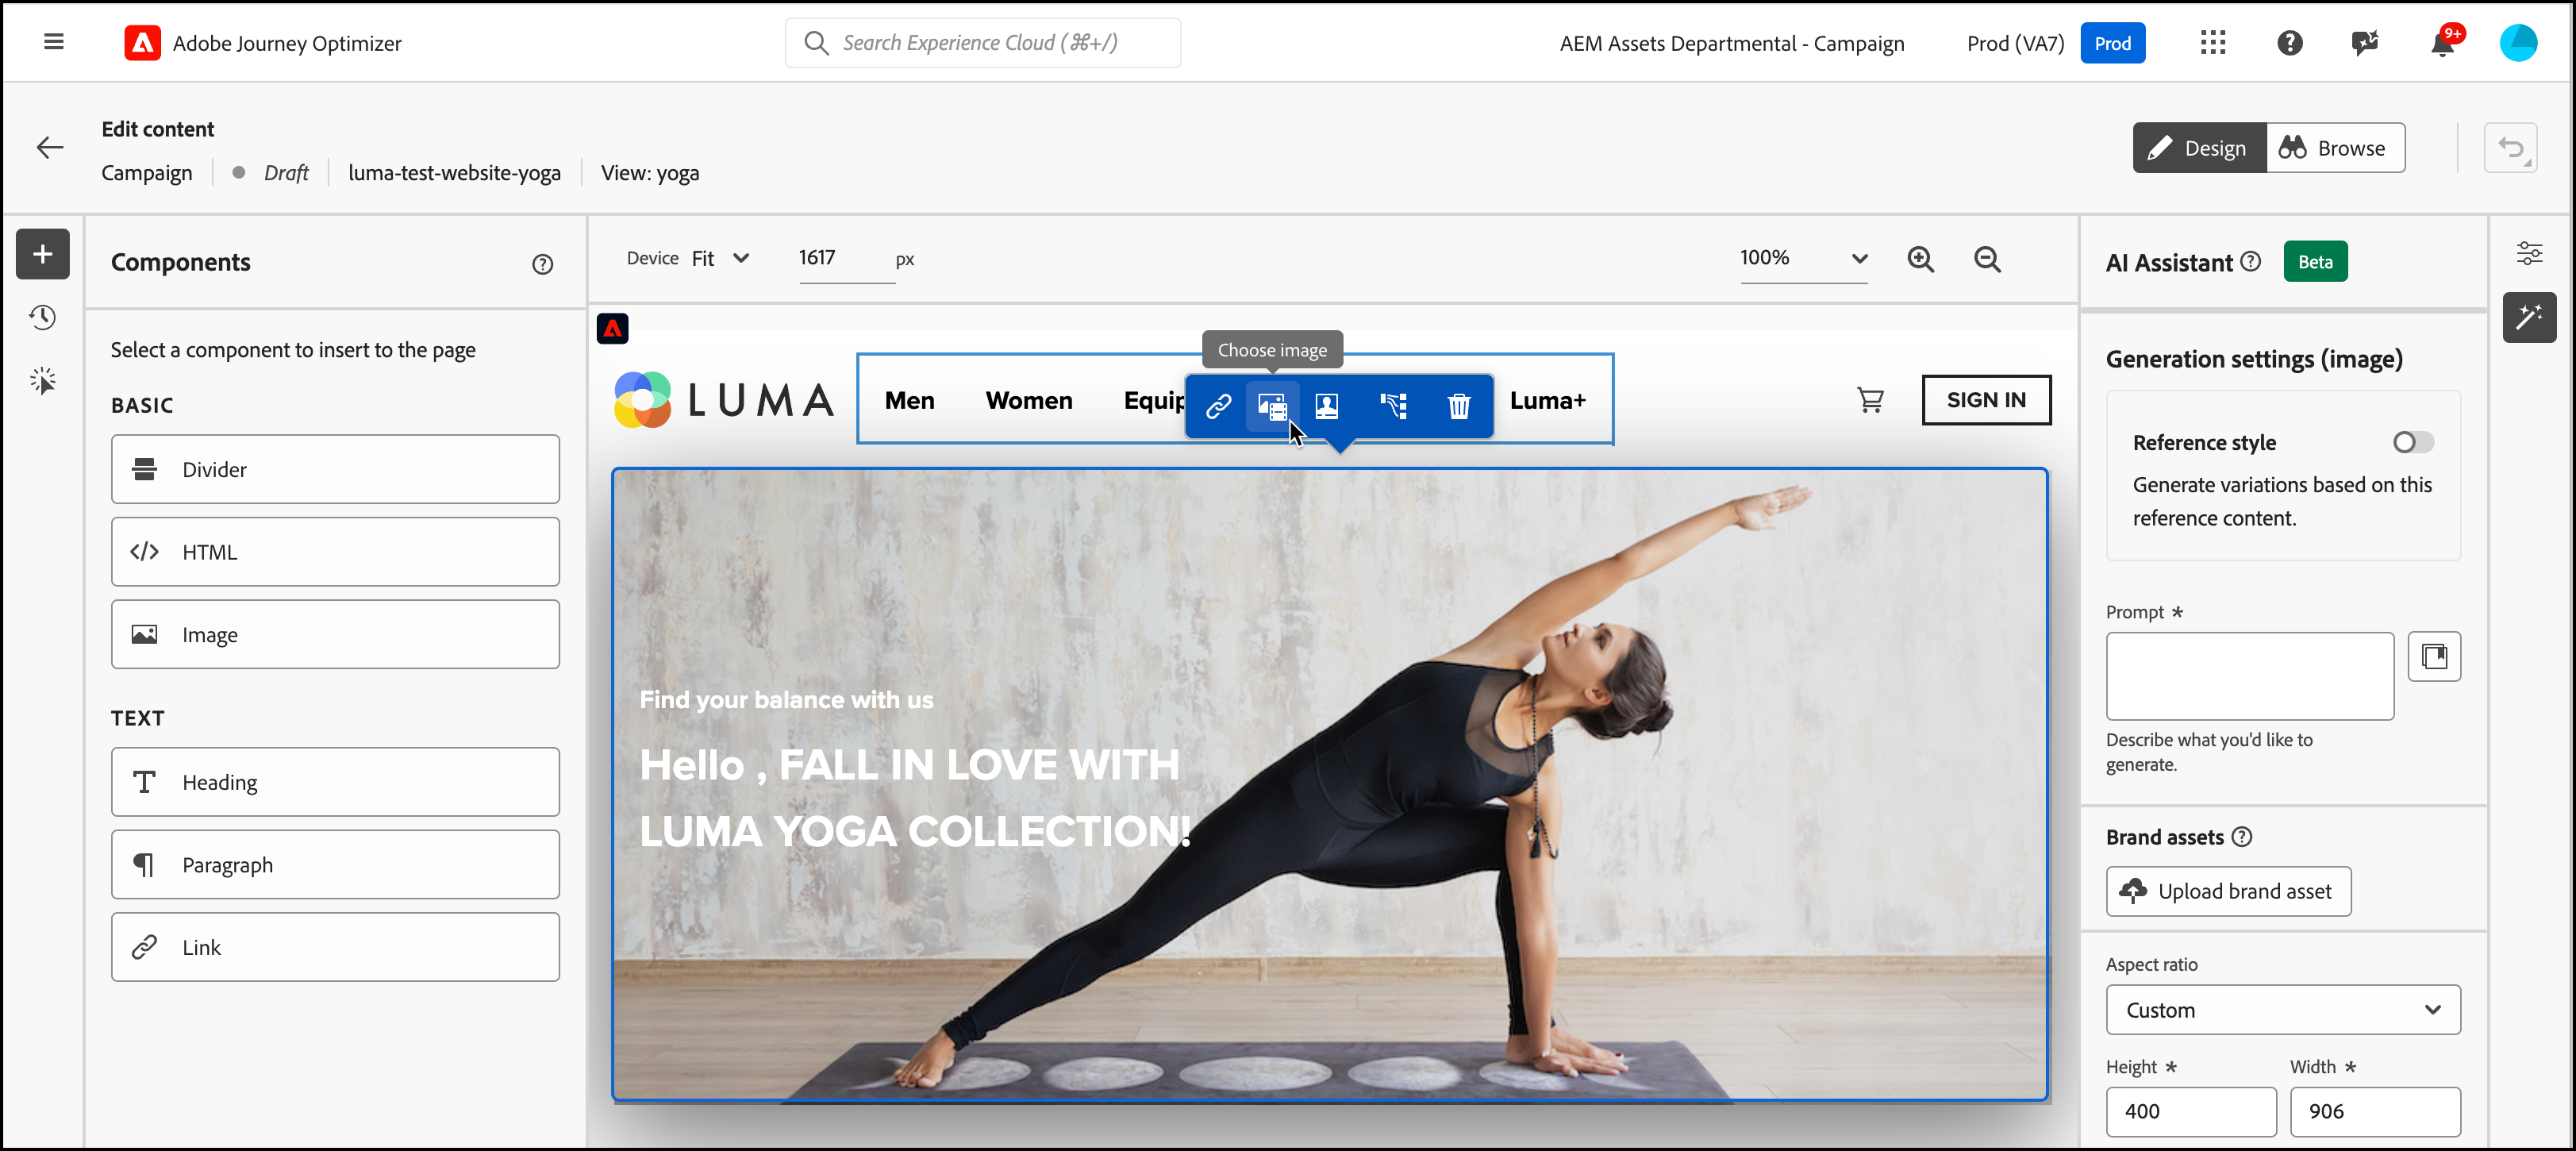 Adobe Journey Optimizer
Search Experience Cloud (⌘+/)
AEM Assets Departmental - Campaign
Prod (VA7)
Prod
9+
Edit content
Campaign
Draft
luma-test-website-yoga
View: yoga
Design
Browse
Components
Select a component to insert to the page
BASIC
Divider
HTML
Image
TEXT
Heading
Paragraph
Link
Device Fit
1617 px
100%
Choose image
LUMA
Men
Women
Equip
Luma+
SIGN IN
Find your balance with us
Hello , FALL IN LOVE WITH
LUMA YOGA COLLECTION!
AI Assistant
Beta
Generation settings (image)
Reference style
Generate variations based on this
reference content.
Prompt *
Describe what you'd like to
generate.
Brand assets
Upload brand asset
Aspect ratio
Custom
Height *
Width *
400
906